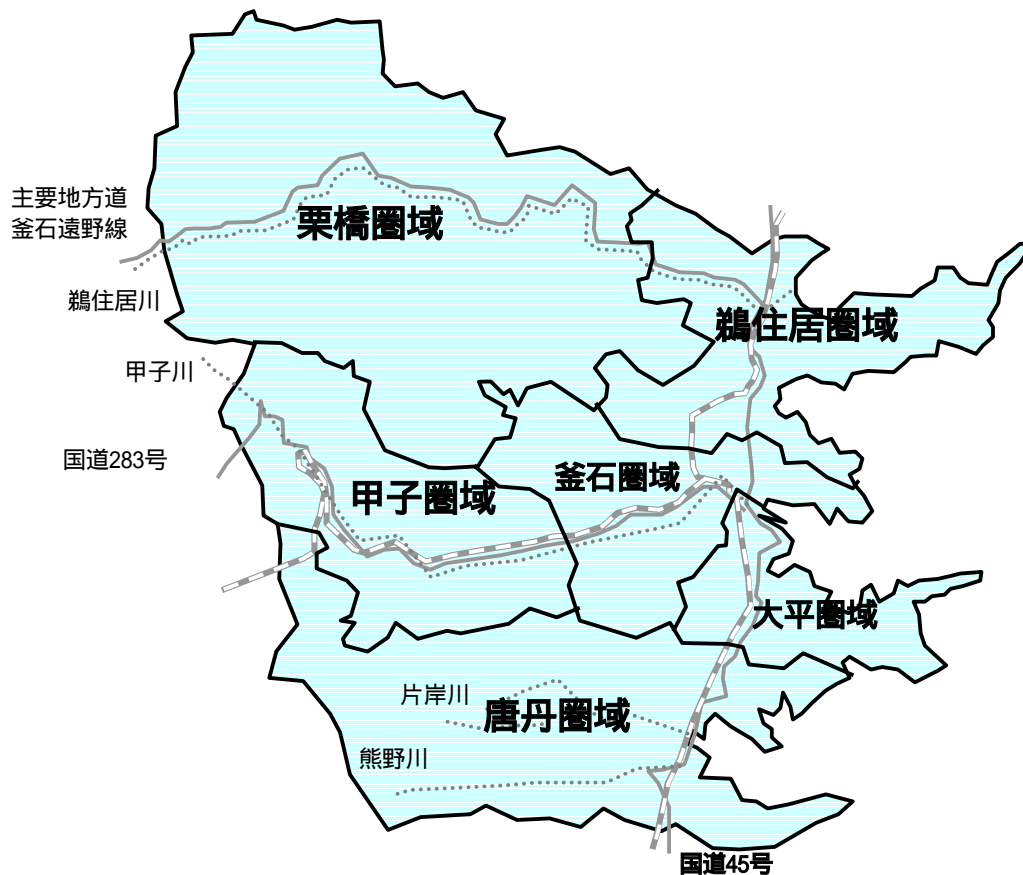 主要地方道
釜石遠野線
栗橋圏域
鵜住居川
鵜住居圏域
甲子川
国道283号
釜石圏域
甲子圏域
大平圏域
片岸川
唐丹圏域
熊野川
国道45号